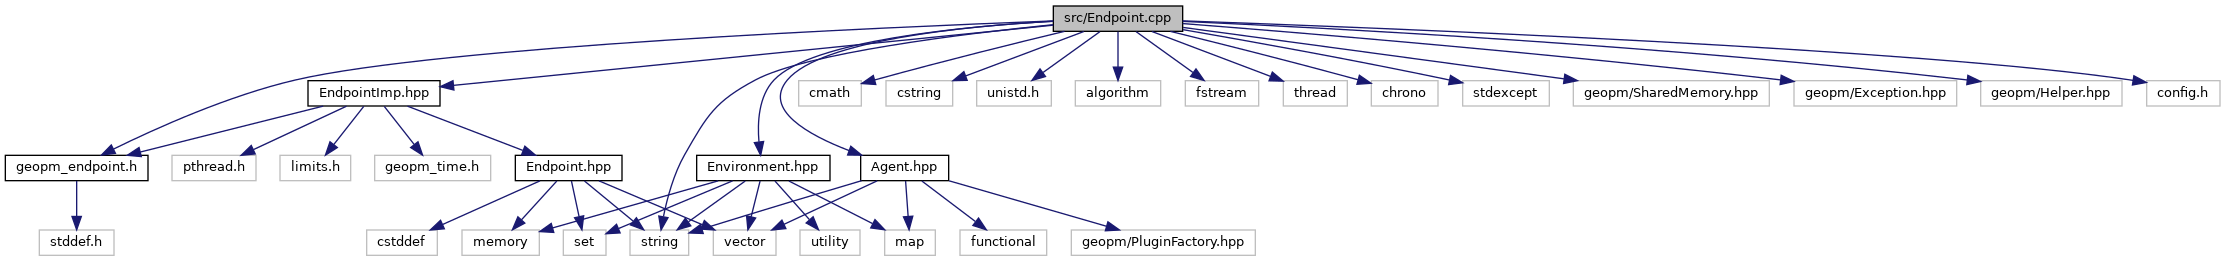 src/Endpoint.cpp
EndpointImp.hpp
cmath
cstring
unistd.h
algorithm
fstream
thread
chrono
stdexcept
geopm/SharedMemory.hpp
geopm/Exception.hpp
geopm/Helper.hpp
config.h
geopm_endpoint.h
pthread.h
limits.h
geopm_time.h
Endpoint.hpp
Environment.hpp
Agent.hpp
stddef.h
cstddef
memory
set
string
vector
utility
map
functional
geopm/PluginFactory.hpp